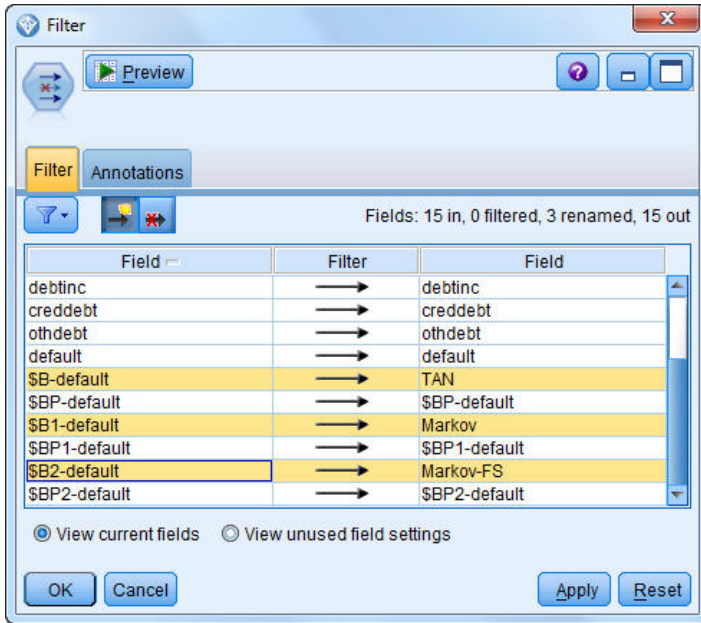 Filter
Preview
Filter Annotations
Fields: 15 in, 0 filtered, 3 renamed, 15 out
Field Filter Field
debtinc debtinc
creddebt creddebt
othdebt othdebt
default default
$B-default TAN
$BP-default $BP-default
$B1-default Markov
$BP1-default $BP1-default
$B2-default Markov-FS
$BP2-default $BP2-default
View current fields View unused field settings
OK Cancel Apply Reset